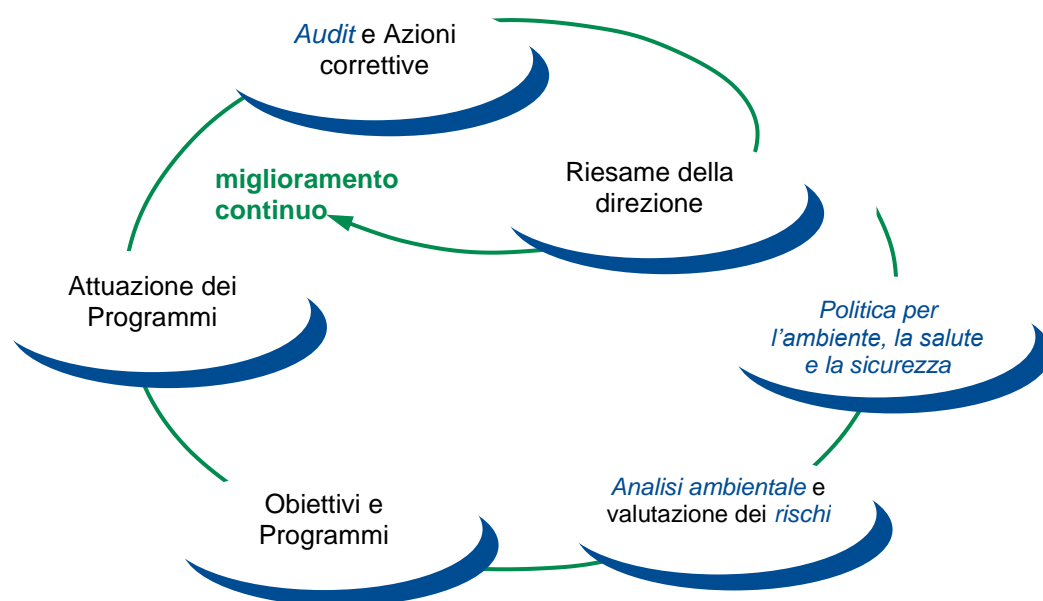 Audit e Azioni
correttive
miglioramento
continuo
Riesame della
direzione
Attuazione dei
Programmi
Politica per
l'ambiente, la salute
e la sicurezza
Obiettivi e
Programmi
Analisi ambientale e
valutazione dei rischi